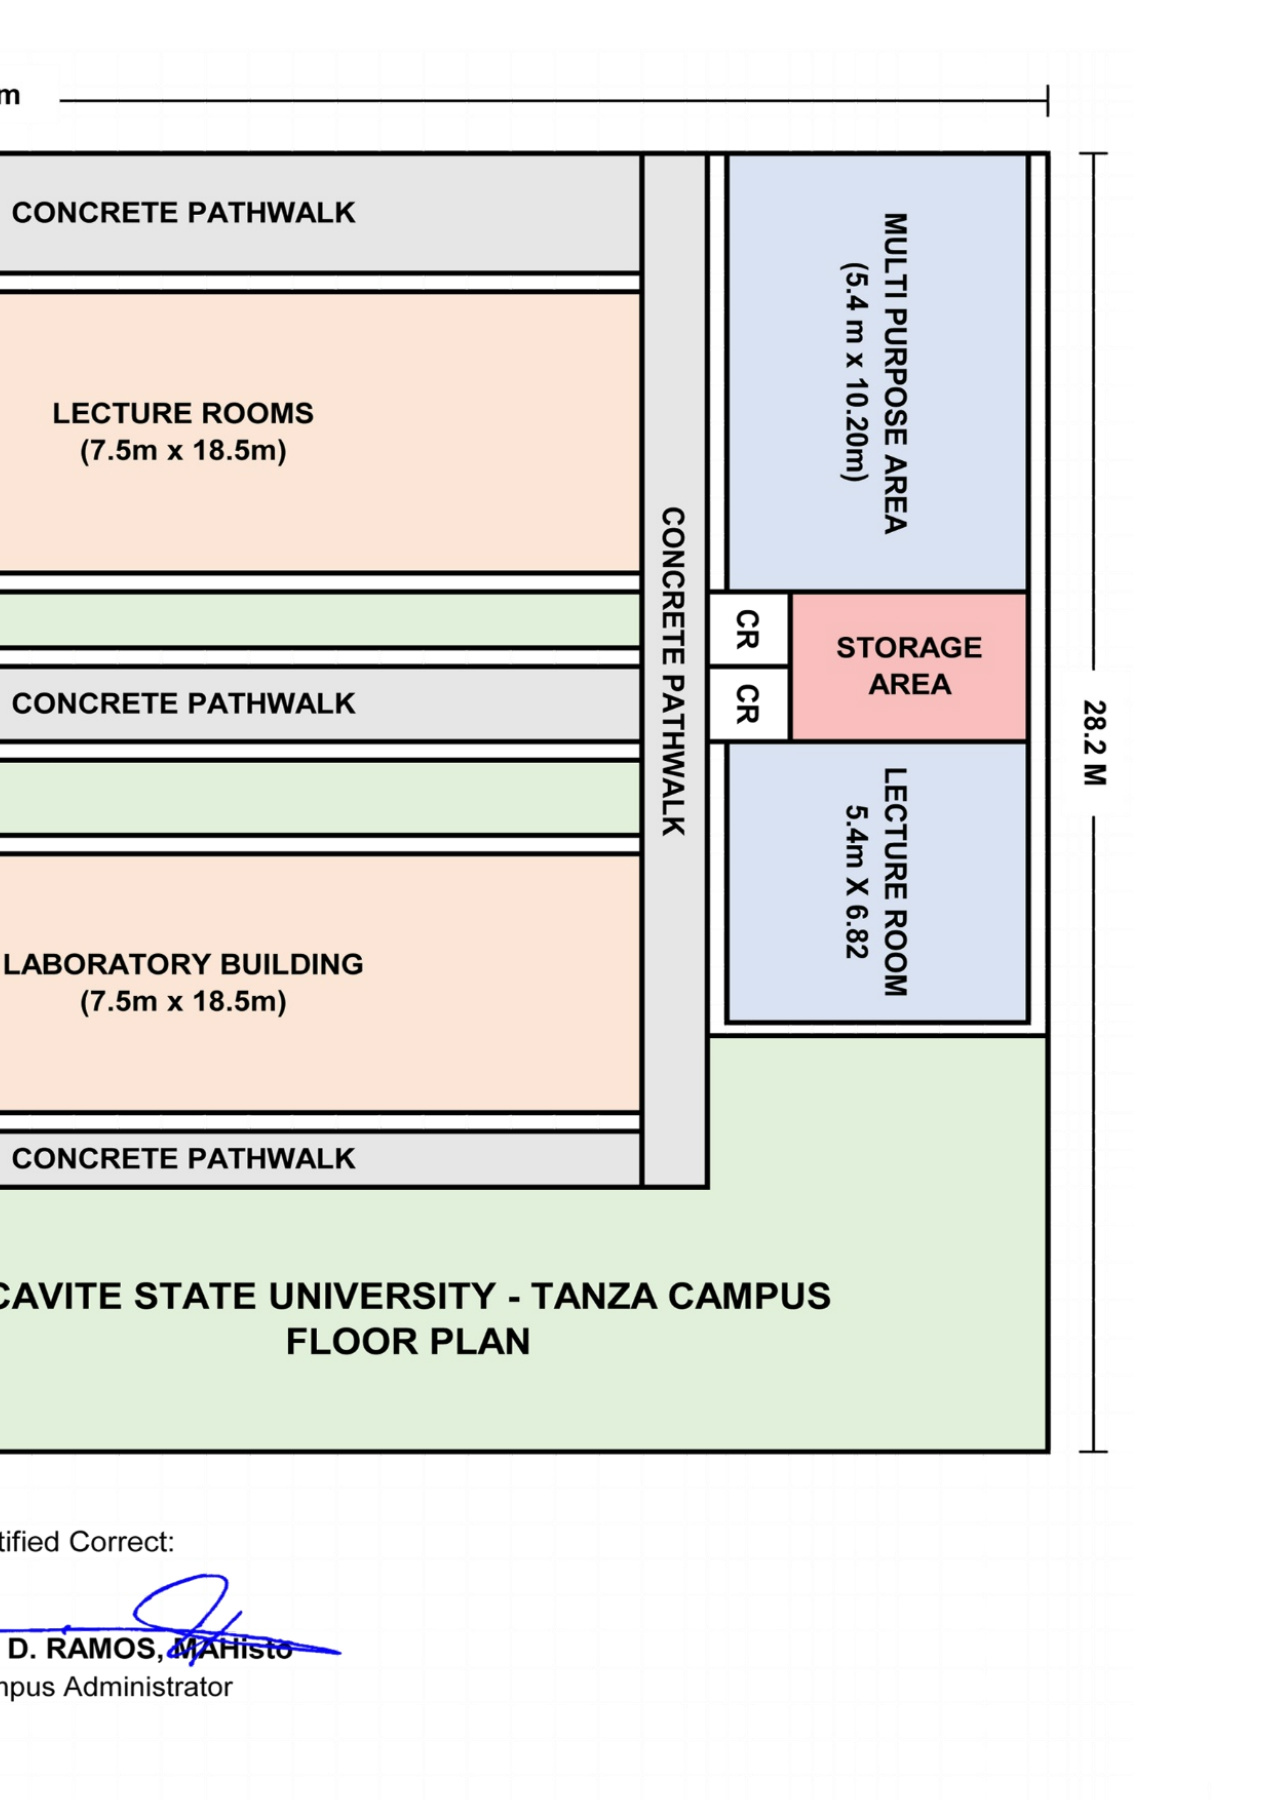 m
CONCRETE PATHWALK
LECTURE ROOMS
(7.5m x 18.5m)
CONCRETE PATHWALK
MULTI PURPOSE AREA
(5.4 m x 10.20m)
CR
CR
STORAGE
AREA
28.2 M
CONCRETE PATHWALK
LECTURE ROOM
5.4m X 6.82
LABORATORY BUILDING
(7.5m x 18.5m)
CONCRETE PATHWALK
CAVITE STATE UNIVERSITY - TANZA CAMPUS
FLOOR PLAN
tified Correct:
D. RAMOS, MAHisto
mpus Administrator